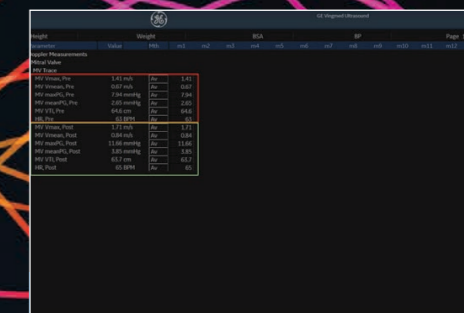 GE Vingmed Ultrasound
Height Weight BSA BP Page
Parameter Value Mth. m1 m2 m3 m4 m5 m6 m7 m8 m9 m10 m11 m12
Doppler Measurements
Mitral Valve
MV Trace
MV Vmax, Pre 1,41 m/s Av 1,41
MV Vmean, Pre 0,67 m/s Av 0,67
MV maxPG, Pre 7,94 mmHg Av 7,94
MV meanPG, Pre 2,65 mmHg Av 2,65
MV VTI, Pre 64,6 cm Av 64,6
HR, Pre 63 BPM Av 63
MV Vmax, Post 1,71 m/s Av 1,71
MV Vmean, Post 0,84 m/s Av 0,84
MV maxPG, Post 11,66 mmHg Av 11,66
MV meanPG, Post 3,85 mmHg Av 3,85
MV VTI, Post 63,7 cm Av 63,7
HR, Post 65 BPM Av 65